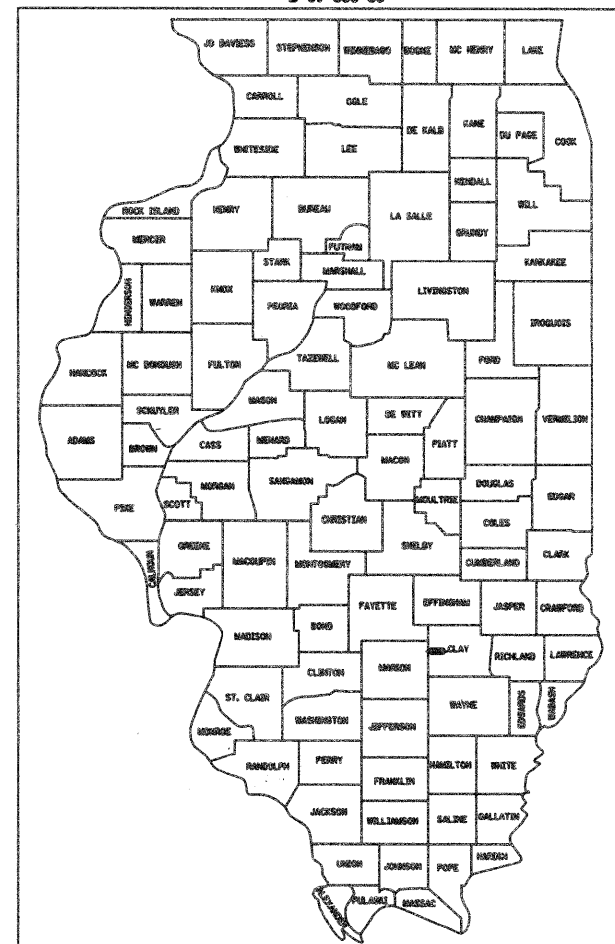 JO DAVIESS STEPHENSON WINNEBAGO BOONE MC HENRY LAKE
CARROLL OGLE DE KALB KANE DU PAGE COOK
WHITESIDE LEE
KENDALL WILL
ROCK ISLAND HENRY BUREAU LA SALLE GRUNDY
MERCER PUTNAM KANKAKEE
STARK MARSHALL
HENDERSON WARREN KNOX PEORIA WOODFORD LIVINGSTON IROQUOIS
HANCOCK MC DONOUGH FULTON TAZEWELL MC LEAN FORD
MASON
SCHUYLER LOGAN DE WITT CHAMPAIGN VERMILION
ADAMS BROWN CASS MENARD PIATT
MACON
MORGAN SANGAMON DOUGLAS EDGAR
PIKE SCOTT CHRISTIAN MOULTRIE
COLES
GREENE MACOUPIN MONTGOMERY SHELBY CLARK
CALHOUN CUMBERLAND
JERSEY FAYETTE EFFINGHAM JASPER CRAWFORD
MADISON BOND
CLAY RICHLAND LAWRENCE
CLINTON MARION
ST. CLAIR WAYNE EDWARDS WABASH
MONROE WASHINGTON JEFFERSON
RANDOLPH PERRY HAMILTON WHITE
FRANKLIN
JACKSON WILLIAMSON SALINE GALLATIN
UNION JOHNSON POPE HARDIN
ALEXANDER PULASKI MASSAC